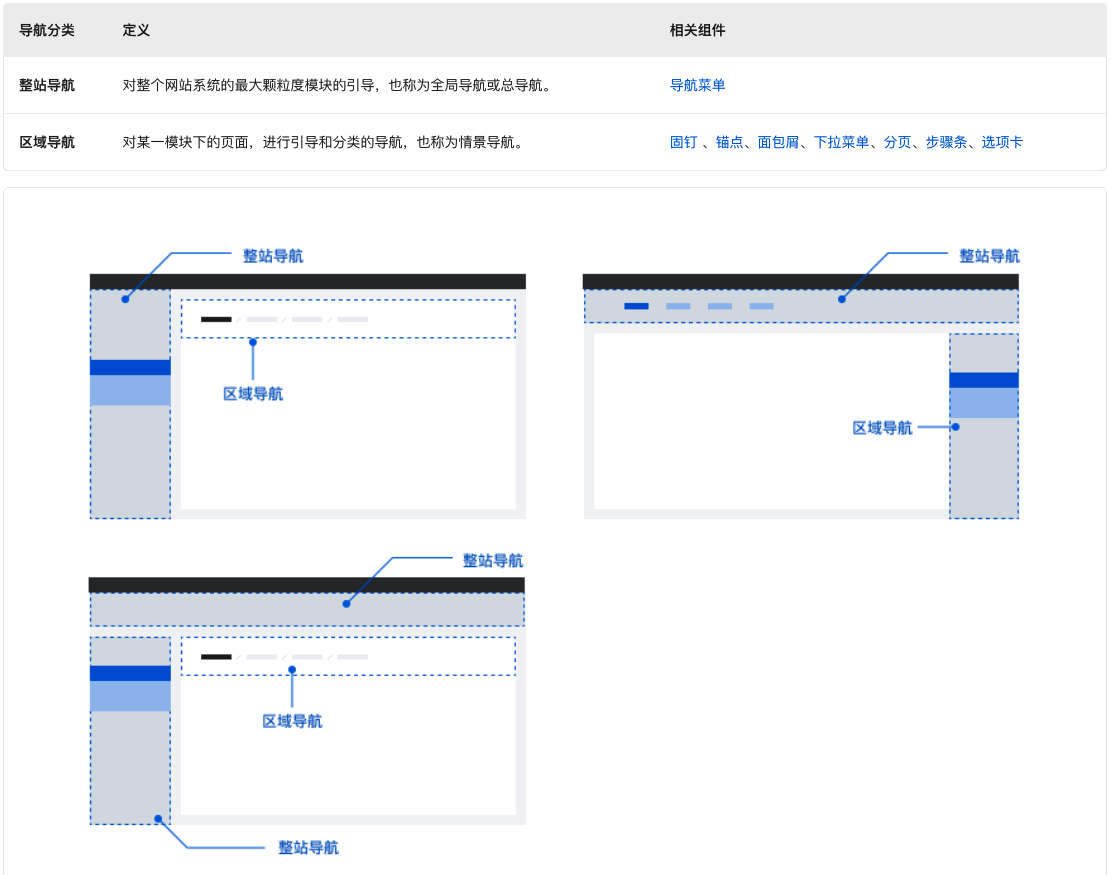 导航分类 定义 相关组件
整站导航 对整个网站系统的最大颗粒度模块的引导，也称为全局导航或总导航。 导航菜单
区域导航 对某一模块下的页面，进行引导和分类的导航，也称为情景导航。 固钉 、锚点、面包屑、下拉菜单、分页、步骤条、选项卡
整站导航
区域导航
整站导航
区域导航
整站导航
区域导航
整站导航